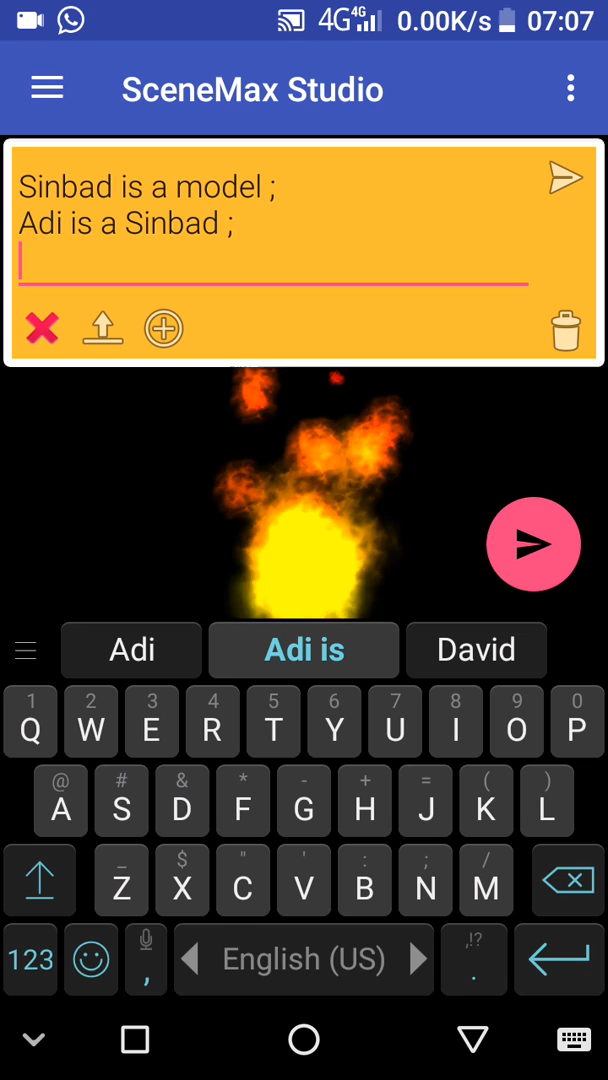 4G 4G 0.00K/s 07:07
SceneMax Studio
Sinbad is a model ;
Adi is a Sinbad ;
Adi Adi is David
1 2 3 4 5 6 7 8 9 0
Q W E R T Y U I O P
@ # & * - + = ( )
A S D F G H J K L
_ $ " ' : ; /
Z X C V B N M
,!?
123 , English (US) .